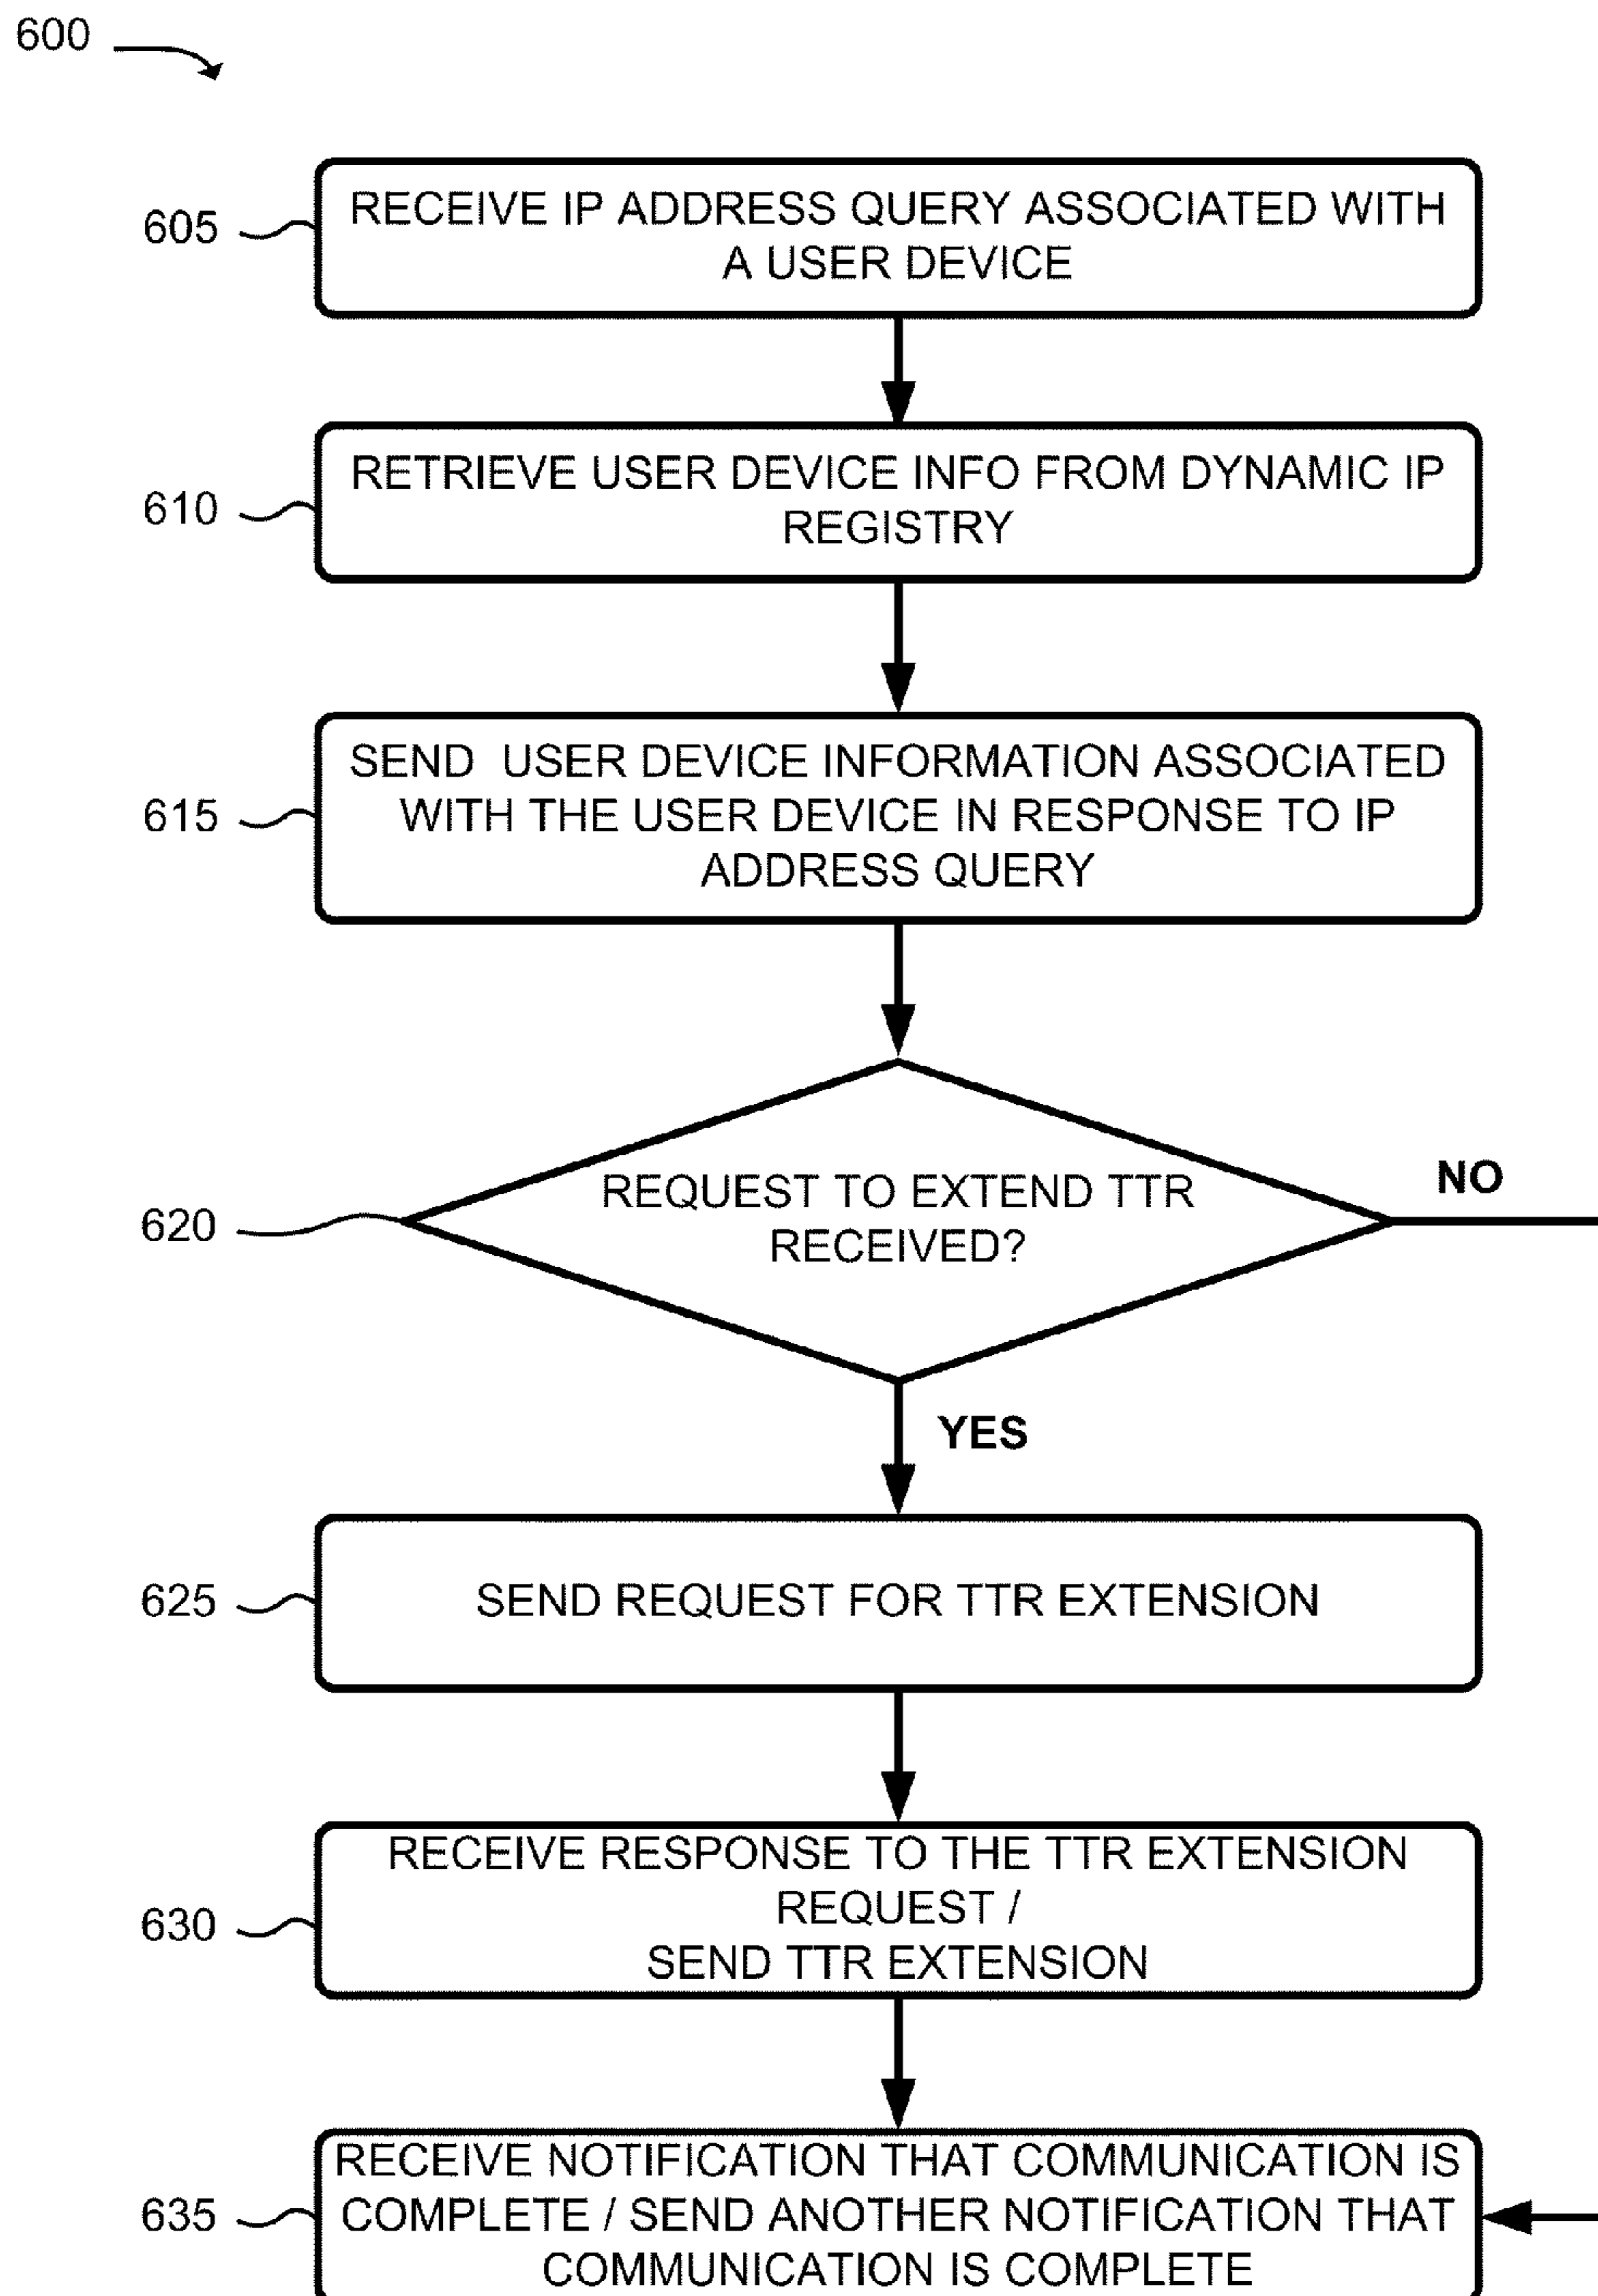 600
605
RECEIVE IP ADDRESS QUERY ASSOCIATED WITH
A USER DEVICE
610
RETRIEVE USER DEVICE INFO FROM DYNAMIC IP
REGISTRY
615
SEND USER DEVICE INFORMATION ASSOCIATED
WITH THE USER DEVICE IN RESPONSE TO IP
ADDRESS QUERY
620
REQUEST TO EXTEND TTR
RECEIVED?
NO
YES
625
SEND REQUEST FOR TTR EXTENSION
630
RECEIVE RESPONSE TO THE TTR EXTENSION
REQUEST /
SEND TTR EXTENSION
635
RECEIVE NOTIFICATION THAT COMMUNICATION IS
COMPLETE / SEND ANOTHER NOTIFICATION THAT
COMMUNICATION IS COMPLETE